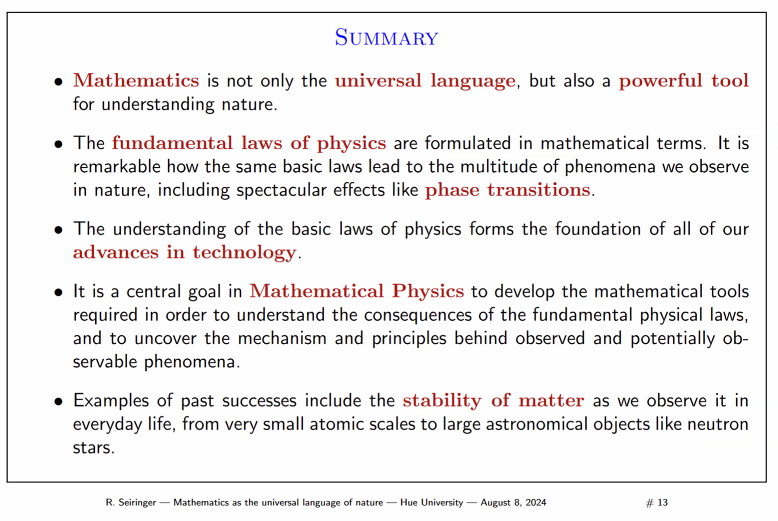 SUMMARY
• Mathematics is not only the universal language, but also a powerful tool
for understanding nature.
• The fundamental laws of physics are formulated in mathematical terms. It is
remarkable how the same basic laws lead to the multitude of phenomena we observe
in nature, including spectacular effects like phase transitions.
• The understanding of the basic laws of physics forms the foundation of all of our
advances in technology.
• It is a central goal in Mathematical Physics to develop the mathematical tools
required in order to understand the consequences of the fundamental physical laws,
and to uncover the mechanism and principles behind observed and potentially ob-
servable phenomena.
• Examples of past successes include the stability of matter as we observe it in
everyday life, from very small atomic scales to large astronomical objects like neutron
stars.
R. Seiringer — Mathematics as the universal language of nature — Hue University — August 8, 2024 # 13